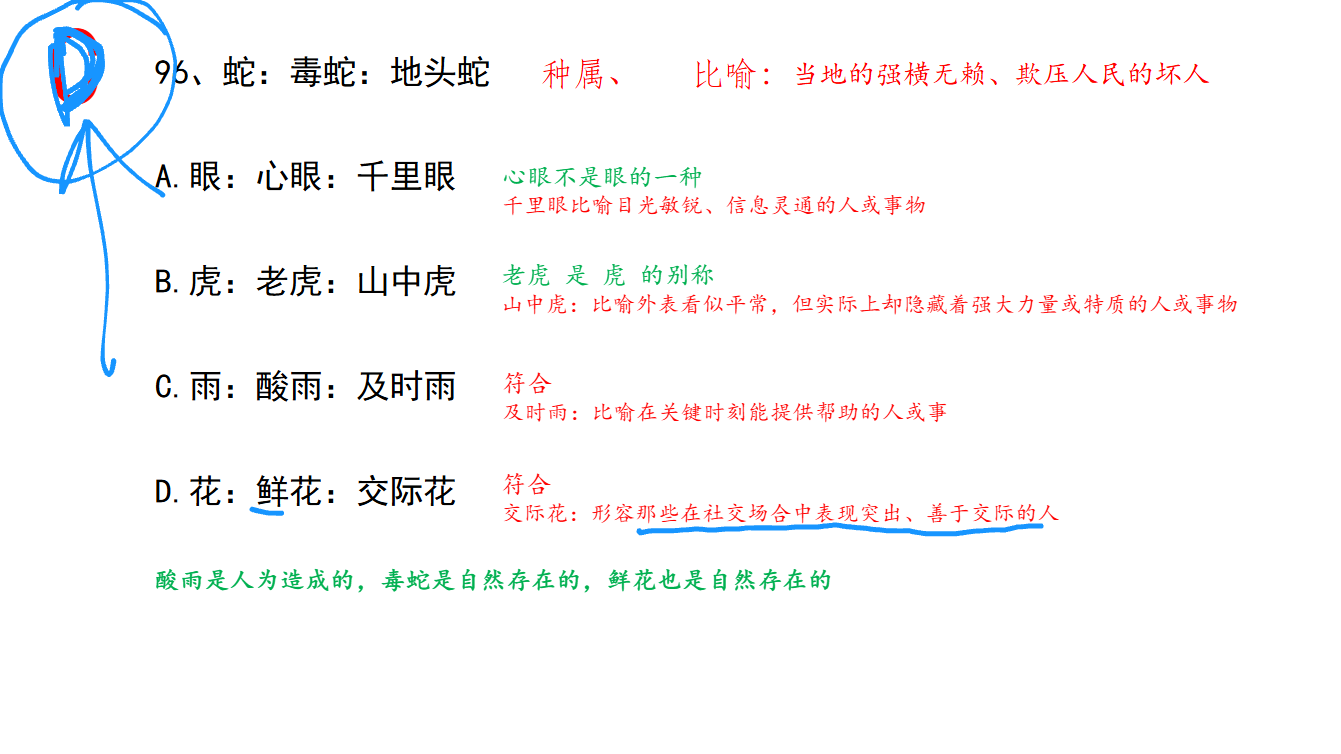 D
96、蛇：毒蛇：地头蛇 种属、 比喻：当地的强横无赖、欺压人民的坏人
A.眼：心眼：千里眼 心眼不是眼的一种
千里眼比喻目光敏锐、信息灵通的人或事物
B.虎：老虎：山中虎 老虎 是 虎 的别称
山中虎：比喻外表看似平常，但实际上却隐藏着强大力量或特质的人或事物
C.雨：酸雨：及时雨 符合
及时雨：比喻在关键时刻能提供帮助的人或事
D.花：鲜花：交际花 符合
交际花：形容那些在社交场合中表现突出、善于交际的人
酸雨是人为造成的，毒蛇是自然存在的，鲜花也是自然存在的